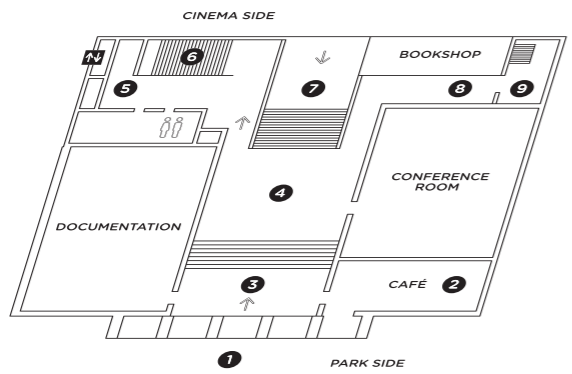 CINEMA SIDE
6
7
BOOKSHOP
5
8
9
4
CONFERENCE
ROOM
DOCUMENTATION
3
CAFÉ 2
1
PARK SIDE